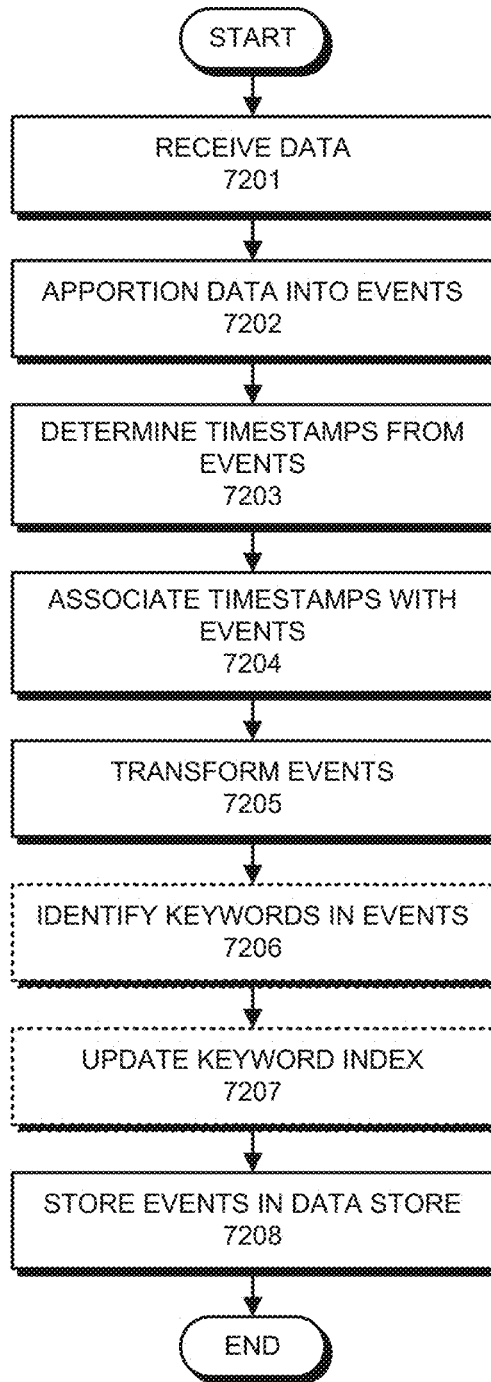 START
RECEIVE DATA
7201
APPORTION DATA INTO EVENTS
7202
DETERMINE TIMESTAMPS FROM
EVENTS
7203
ASSOCIATE TIMESTAMPS WITH
EVENTS
7204
TRANSFORM EVENTS
7205
IDENTIFY KEYWORDS IN EVENTS
7206
UPDATE KEYWORD INDEX
7207
STORE EVENTS IN DATA STORE
7208
END